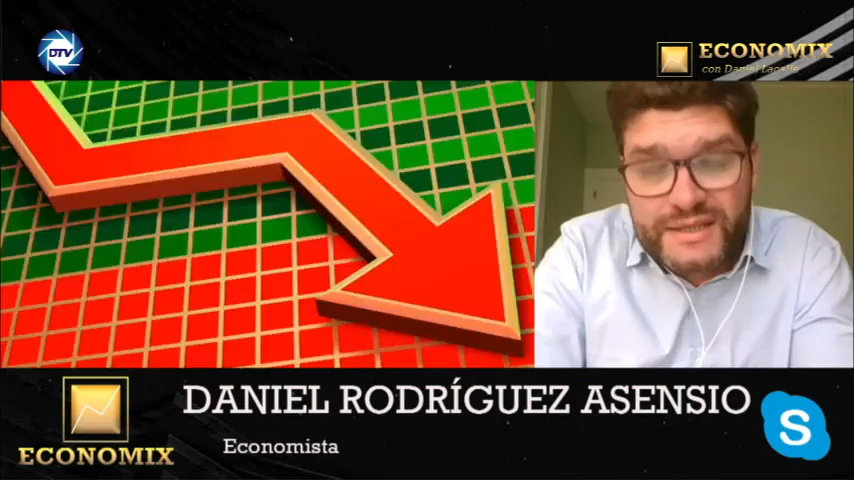 DTV
ECONOMIX
con Daniel Lacalle
DANIEL RODRÍGUEZ ASENSIO
Economista
ECONOMIX
S